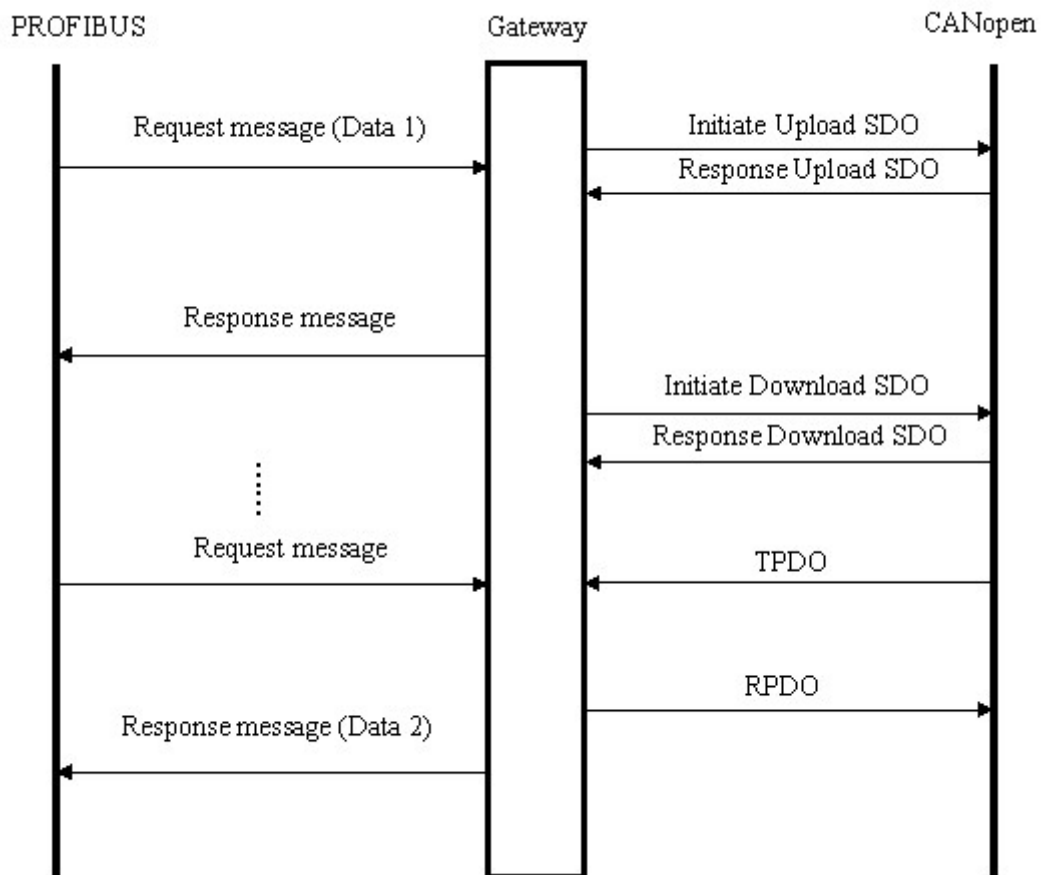 PROFIBUS
Gateway
CANopen
Request message (Data 1)
Initiate Upload SDO
Response Upload SDO
Response message
Initiate Download SDO
Response Download SDO
Request message
TPDO
RPDO
Response message (Data 2)